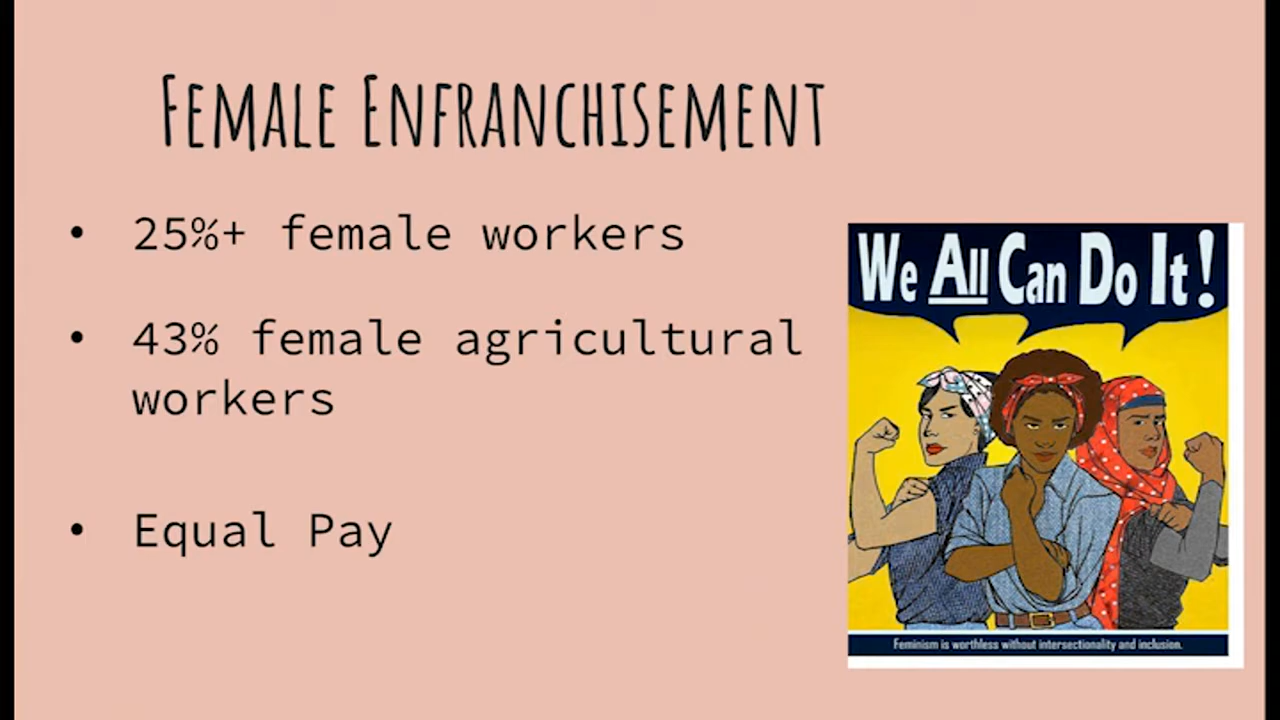 Female Enfranchisement
• 25%+ female workers
• 43% female agricultural
workers
• Equal Pay
We All Can Do It!
Feminism is worthless without intersectionality and inclusion.